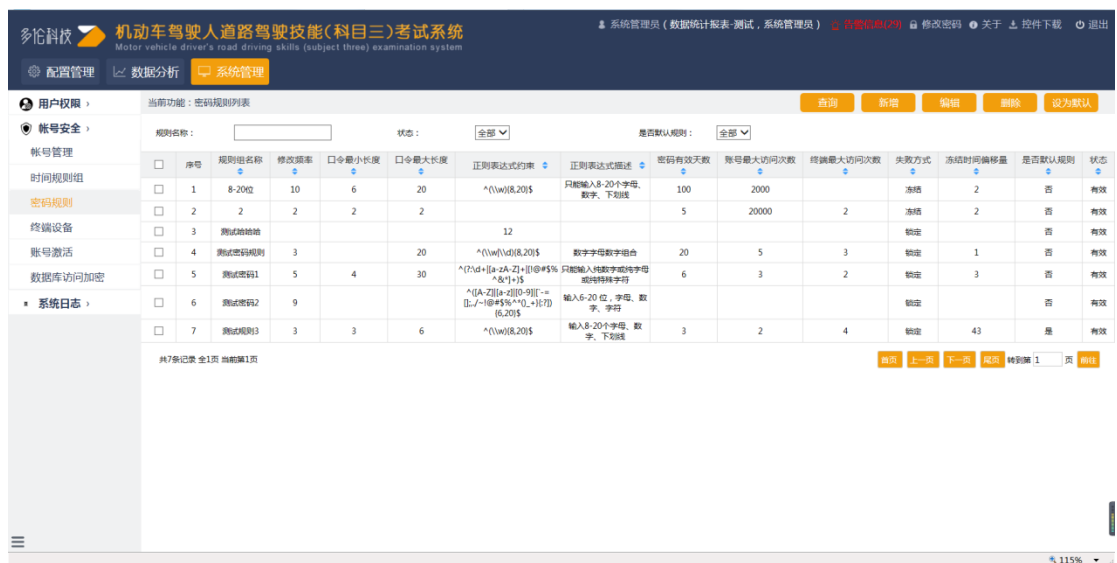 多伦科技 机动车驾驶人道路驾驶技能(科目三)考试系统
Motor vehicle driver's road driving skills (subject three) examination system
系统管理员 ( 数据统计报表-测试 , 系统管理员 ) 告警信息(29) 修改密码 关于 控件下载 退出
配置管理 数据分析 系统管理
用户权限 ›
帐号安全 ›
帐号管理
时间规则组
密码规则
终端设备
账号激活
数据库访问加密
系统日志 ›
当前功能 : 密码规则列表 查询 新增 编辑 删除 设为默认
规则名称 : 状态 : 全部 是否默认规则 : 全部
序号 规则组名称 修改频率 口令最小长度 口令最大长度 正则表达式约束 正则表达式描述 密码有效天数 账号最大访问次数 终端最大访问次数 失败方式 冻结时间偏移量 是否默认规则 状态
1 8-20位 10 6 20 ^(\\w){8,20}$ 只能输入8-20个字母、数字、下划线 100 2000 冻结 2 否 有效
2 2 2 2 2 5 20000 2 冻结 2 否 有效
3 测试哈哈哈 12 锁定 否 有效
4 测试密码规则 3 20 ^(\\w|\\d){8,20}$ 数字字母数字组合 20 5 3 锁定 1 否 有效
5 测试密码1 5 4 30 ^(?:\d+|[a-zA-Z]+|[!@#$%^&*]+)$ 只能输入纯数字或纯字母或纯特殊字符 6 3 2 锁定 3 否 有效
6 测试密码2 9 输入6-20 位 , 字母、数字、字符 锁定 否 有效
7 测试规则3 3 3 6 ^(\\w){8,20}$ 输入8-20个字母、数字、下划线 3 2 4 锁定 43 是 有效
共7条记录 全1页 当前第1页 首页 上一页 下一页 尾页 转到第 1 页 前往
115%